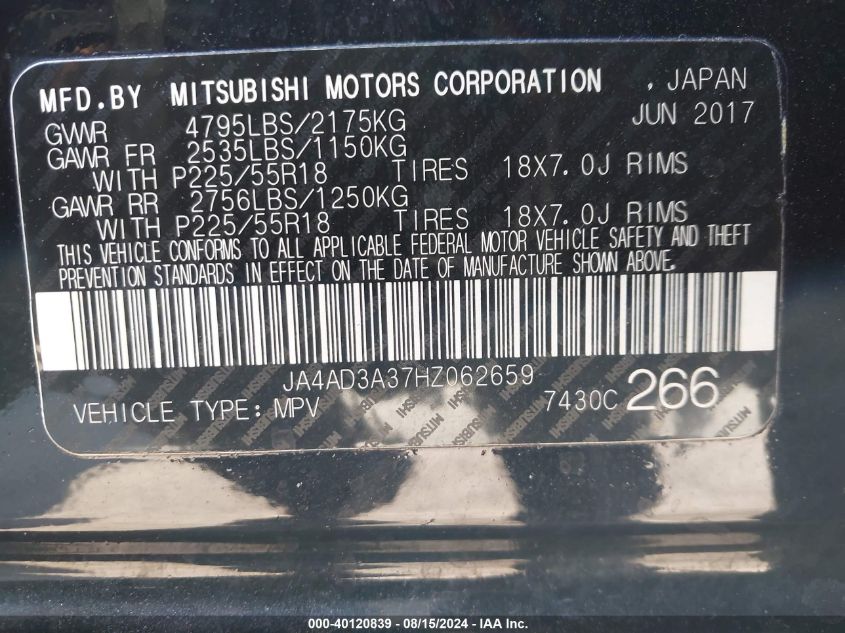 MFD.BY MITSUBISHI MOTORS CORPORATION , JAPAN
GVWR 4795LBS/2175KG JUN 2017
GAWR FR 2535LBS/1150KG
WITH P225/55R18 TIRES 18X7.0J RIMS
GAWR RR 2756LBS/1250KG
WITH P225/55R18 TIRES 18X7.0J RIMS
THIS VEHICLE CONFORMS TO ALL APPLICABLE FEDERAL MOTOR VEHICLE SAFETY AND THEFT
PREVENTION STANDARDS IN EFFECT ON THE DATE OF MANUFACTURE SHOWN ABOVE.
JA4AD3A37HZ062659
VEHICLE TYPE: MPV 7430C 266
000-40120839 - 08/15/2024 - IAA Inc.